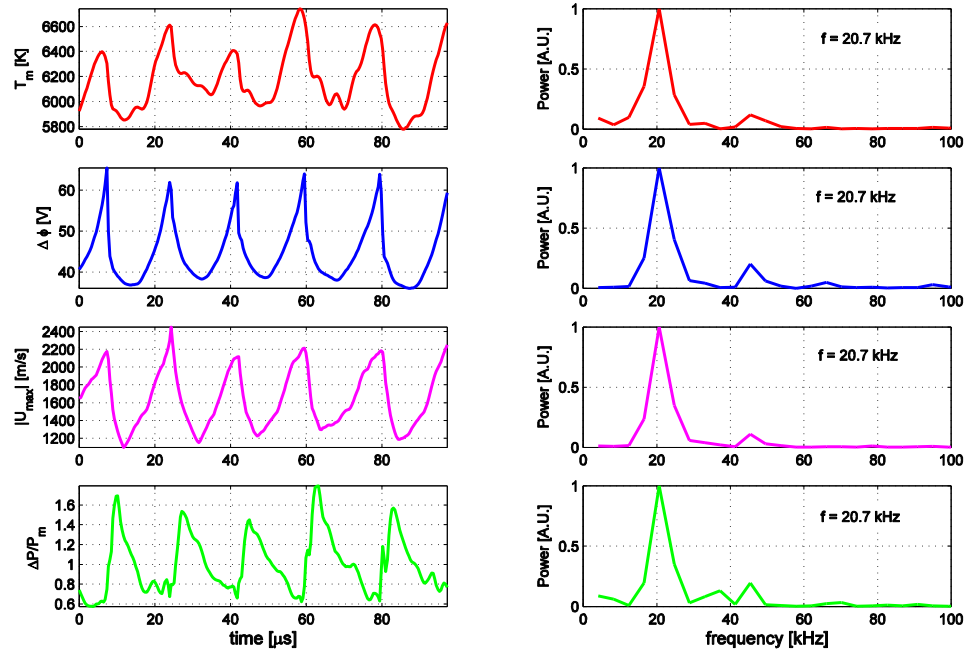 6600
6400
6200
6000
5800
T_m [K]
0 20 40 60 80
1
0.5
0
Power [A.U.]
f = 20.7 kHz
0 20 40 60 80 100
60
50
40
Δ ϕ [V]
0 20 40 60 80
1
0.5
0
Power [A.U.]
f = 20.7 kHz
0 20 40 60 80 100
2400
2200
2000
1800
1600
1400
1200
|U_max| [m/s]
0 20 40 60 80
1
0.5
0
Power [A.U.]
f = 20.7 kHz
0 20 40 60 80 100
1.6
1.4
1.2
1
0.8
0.6
ΔP/P_m
0 20 40 60 80
time [μs]
1
0.5
0
Power [A.U.]
f = 20.7 kHz
0 20 40 60 80 100
frequency [kHz]